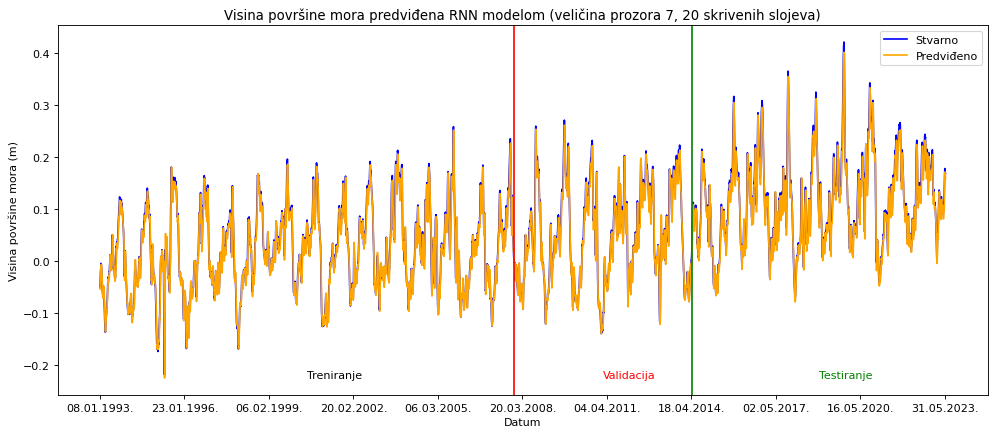 Visina površine mora predviđena RNN modelom (veličina prozora 7, 20 skrivenih slojeva)
Stvarno
Predviđeno
0.4
0.3
0.2
0.1
0.0
−0.1
−0.2
Visina površine mora (m)
Treniranje
Validacija
Testiranje
08.01.1993.
23.01.1996.
06.02.1999.
20.02.2002.
06.03.2005.
20.03.2008.
04.04.2011.
18.04.2014.
02.05.2017.
16.05.2020.
31.05.2023.
Datum